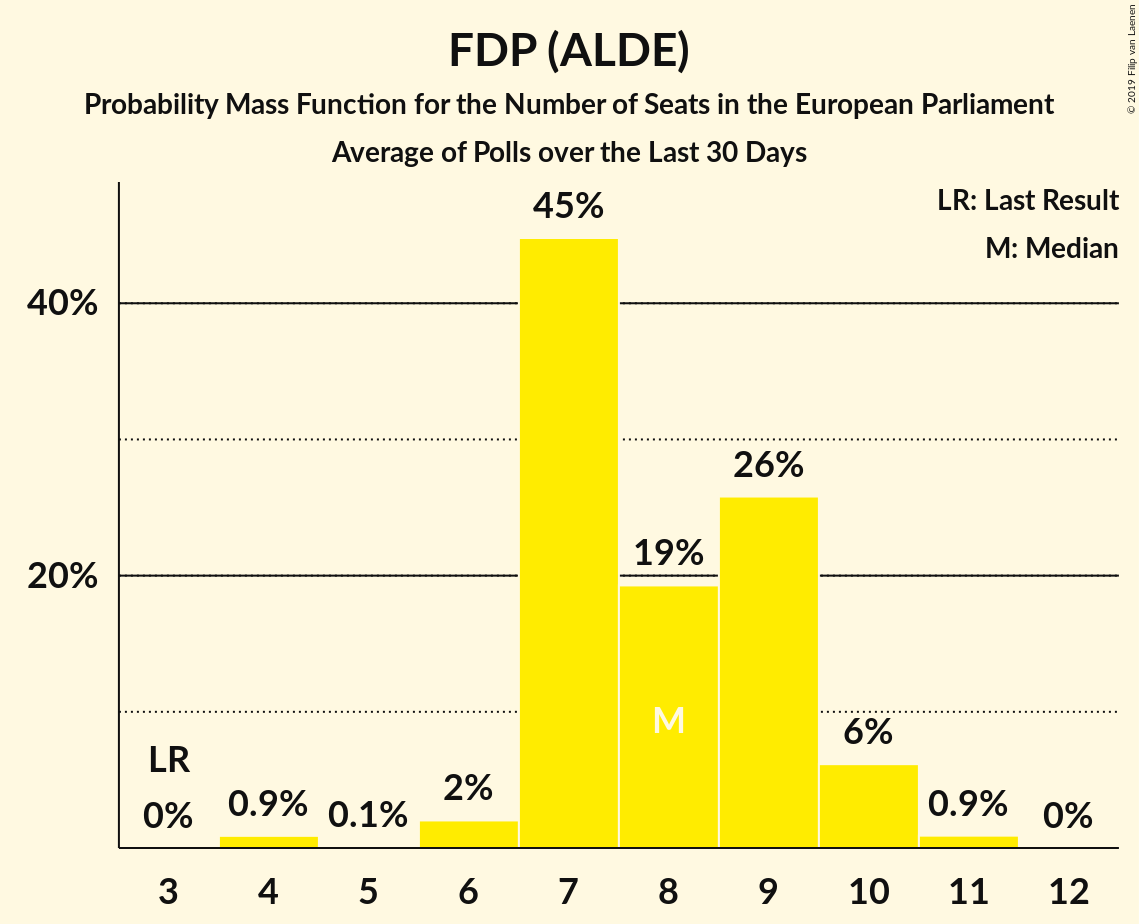 FDP (ALDE)
Probability Mass Function for the Number of Seats in the European Parliament
Average of Polls over the Last 30 Days
© 2019 Filip van Laenen
LR: Last Result
M: Median
45%
40%
26%
19%
20%
M
6%
LR
0%
0.9%
0.1%
2%
0.9%
0%
3 4 5 6 7 8 9 10 11 12